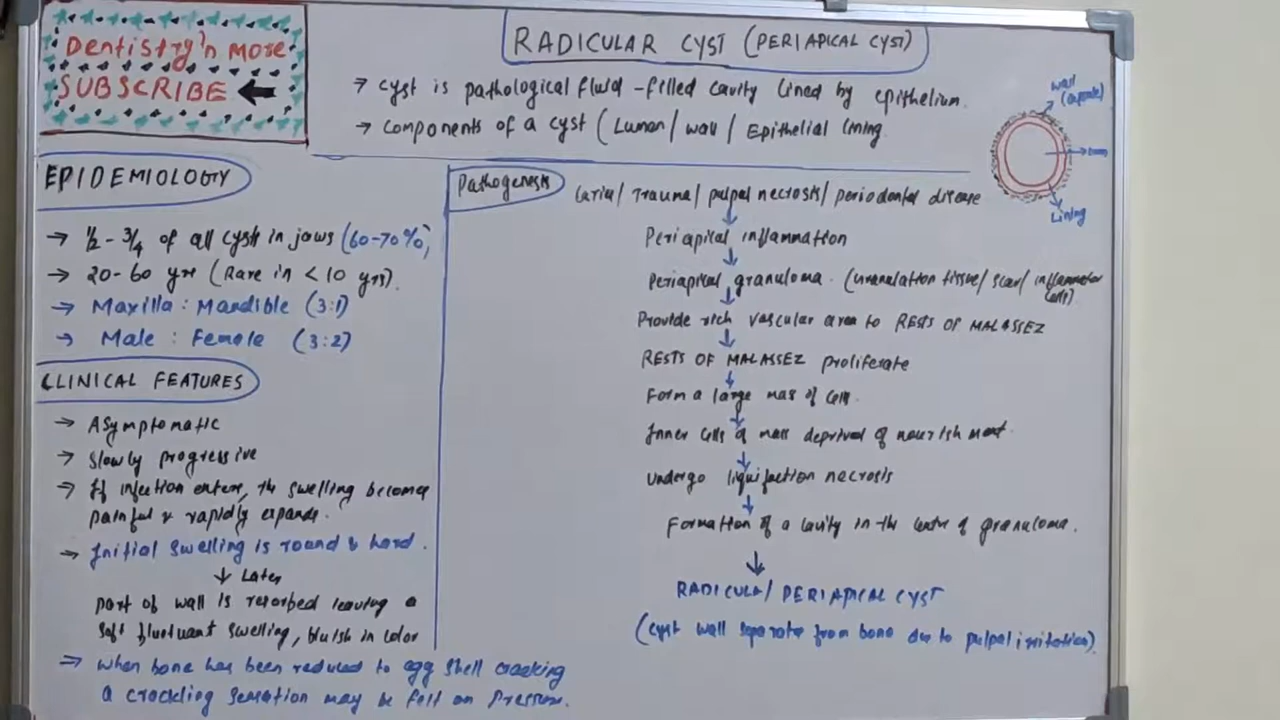 Dentistry'n more
SUBSCRIBE
RADICULAR CYST (PERIAPICAL CYST)
→ cyst is pathological fluid-filled cavity lined by epithelium.
→ components of a cyst (Lumen/ wall/ Epithelial lining
wall
(capsule)
Lining
EPIDEMIOLOGY
→ 1/2 - 3/4 of all cysts in jaws (60-70%)
→ 20-60 yrs (Rare in < 10 yrs).
→ Maxilla : Mandible (3:1)
→ Male : Female (3:2)
CLINICAL FEATURES
→ Asymptomatic
→ slowly progressive
→ If infection enters, the swelling becomes
painful & rapidly expands.
→ Initial swelling is round & hard.
↓ Later
part of wall is resorbed leaving a
soft fluctuant swelling, bluish in color
→ when bone has been reduced to egg shell cracking
a crackling sensation may be felt on pressure.
Pathogenesis
Caries/ Trauma/ pulpal necrosis/ periodontal disease
↓
Periapical inflammation
↓
Periapical granuloma. (Granulation tissue/ scar/ inflammator
cells).
↓
Provide rich vascular area to RESTS OF MALASSEZ
↓
RESTS OF MALASSEZ proliferate
↓
Form a large mas of cells.
↓
Inner cells of mass deprived of nourishment
↓
undergo liquifaction necrosis
↓
Formation of a cavity in the centre of granuloma.
↓
RADICULA/ PERIAPICAL CYST
(cyst wall separate from bone due to pulpal irritation)